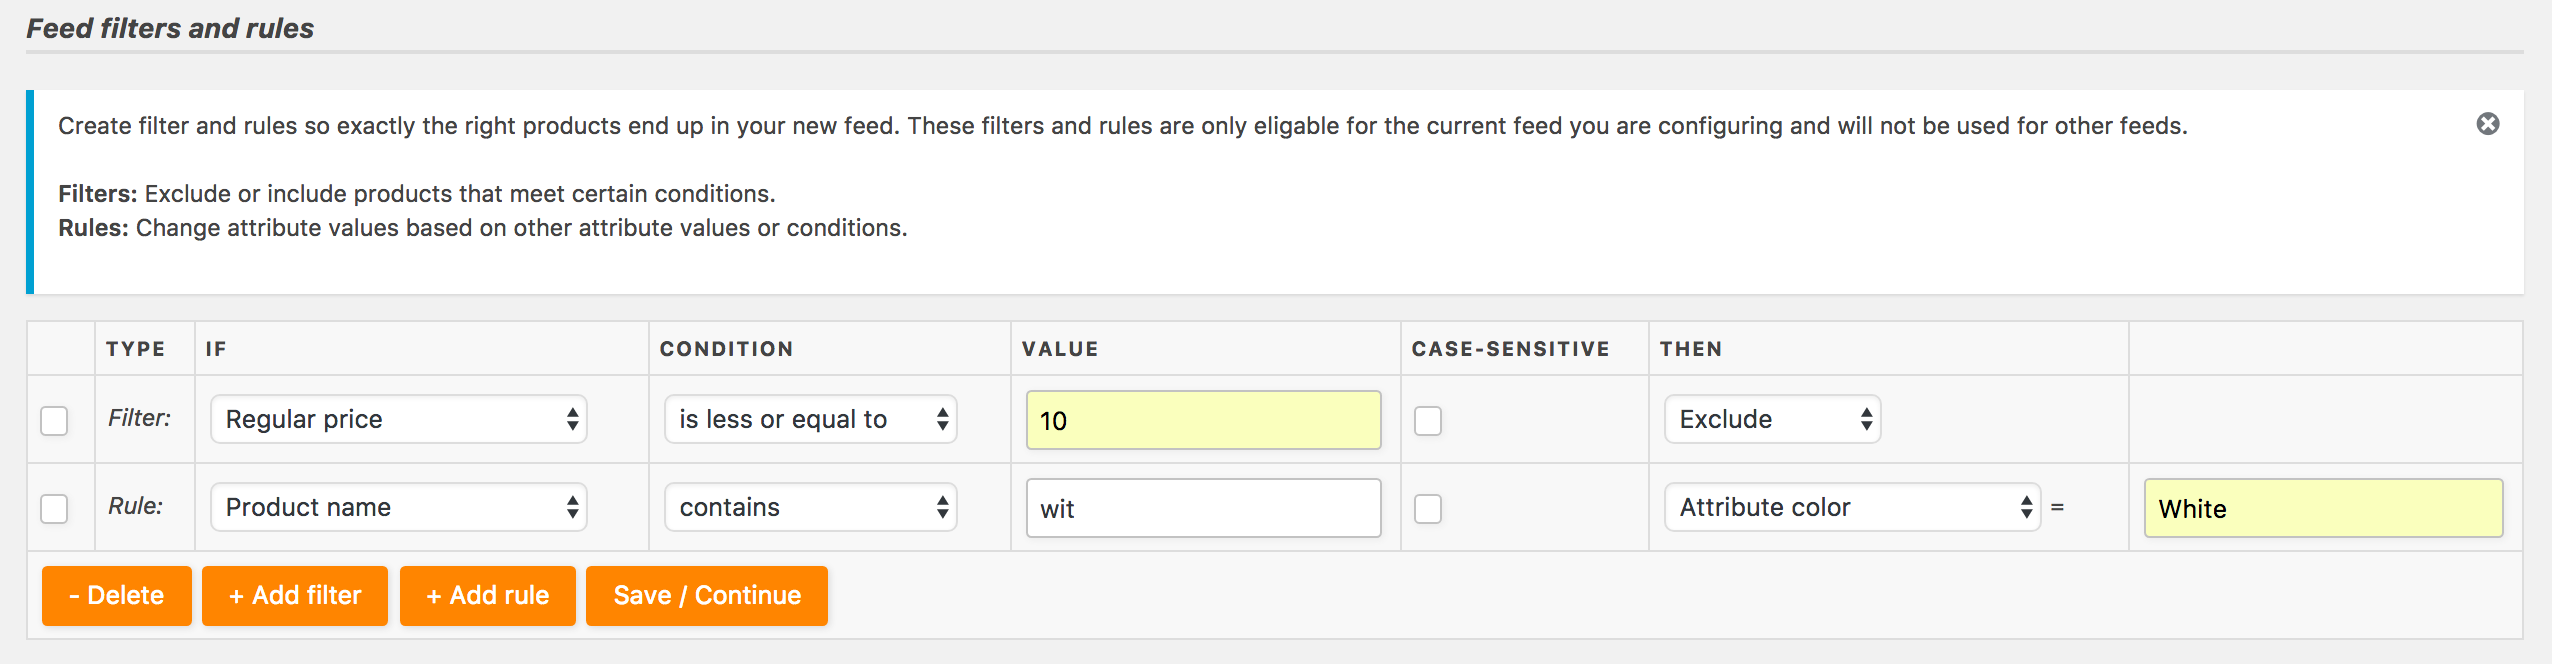 Feed filters and rules
Create filter and rules so exactly the right products end up in your new feed. These filters and rules are only eligable for the current feed you are configuring and will not be used for other feeds.
Filters: Exclude or include products that meet certain conditions.
Rules: Change attribute values based on other attribute values or conditions.
TYPE IF CONDITION VALUE CASE-SENSITIVE THEN
Filter: Regular price is less or equal to 10 Exclude
Rule: Product name contains wit Attribute color = White
- Delete + Add filter + Add rule Save / Continue